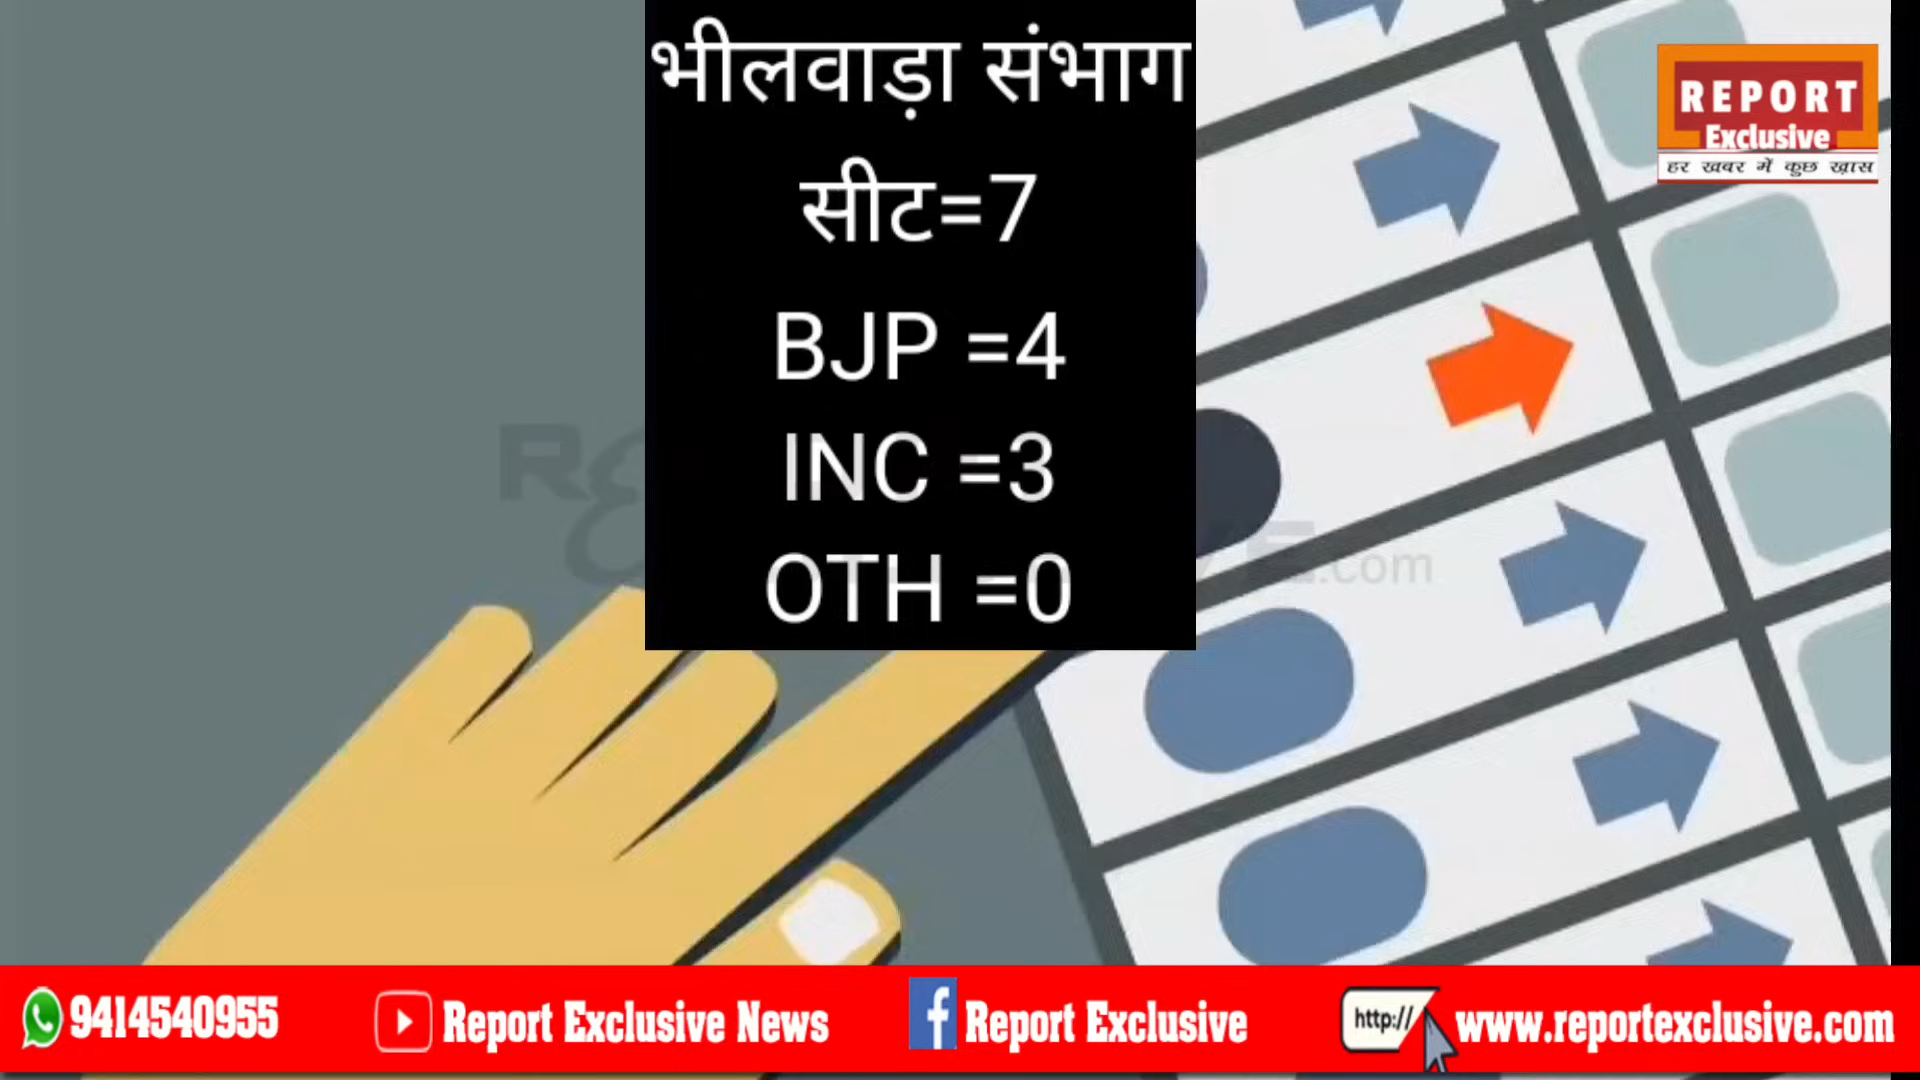 भीलवाड़ा संभाग
सीट=7
BJP =4
INC =3
OTH =0
REPORT
Exclusive
हर खबर में कुछ ख़ास
.com
9414540955
Report Exclusive News
Report Exclusive
http://
www.reportexclusive.com